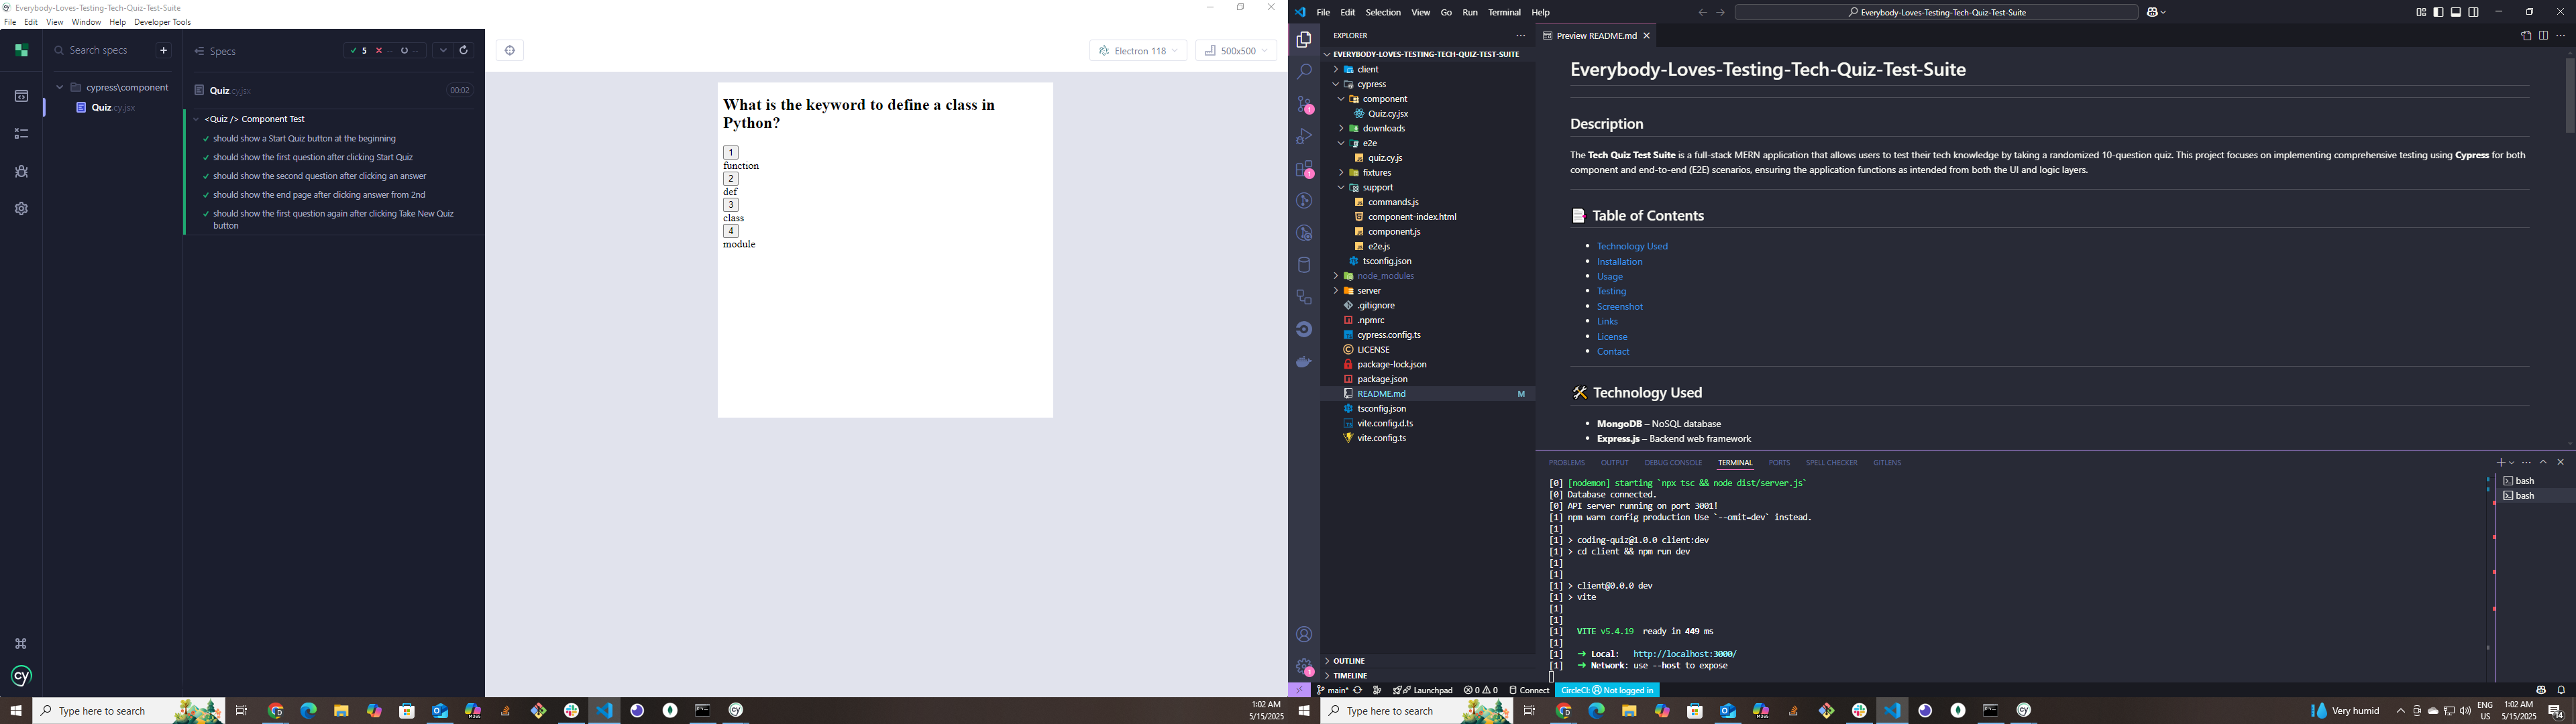 Everybody-Loves-Testing-Tech-Quiz-Test-Suite
File Edit View Window Help Developer Tools
Search specs
cypress\component
Quiz.cy.jsx
Specs
5
Quiz.cy.jsx
00:02
<Quiz /> Component Test
should show a Start Quiz button at the beginning
should show the first question after clicking Start Quiz
should show the second question after clicking an answer
should show the end page after clicking answer from 2nd
should show the first question again after clicking Take New Quiz
button
Electron 118
500x500
What is the keyword to define a class in
Python?
1
function
2
def
3
class
4
module
Type here to search
1:02 AM
5/15/2025
File Edit Selection View Go Run Terminal Help
Everybody-Loves-Testing-Tech-Quiz-Test-Suite
EXPLORER
EVERYBODY-LOVES-TESTING-TECH-QUIZ-TEST-SUITE
client
cypress
component
Quiz.cy.jsx
downloads
e2e
quiz.cy.js
fixtures
support
commands.js
component-index.html
component.js
e2e.js
tsconfig.json
node_modules
server
.gitignore
.npmrc
cypress.config.ts
LICENSE
package-lock.json
package.json
README.md M
tsconfig.json
vite.config.d.ts
vite.config.ts
OUTLINE
TIMELINE
Preview README.md
Everybody-Loves-Testing-Tech-Quiz-Test-Suite
Description
The Tech Quiz Test Suite is a full-stack MERN application that allows users to test their tech knowledge by taking a randomized 10-question quiz. This project focuses on implementing comprehensive testing using Cypress for both
component and end-to-end (E2E) scenarios, ensuring the application functions as intended from both the UI and logic layers.
Table of Contents
Technology Used
Installation
Usage
Testing
Screenshot
Links
License
Contact
Technology Used
MongoDB – NoSQL database
Express.js – Backend web framework
PROBLEMS OUTPUT DEBUG CONSOLE TERMINAL PORTS SPELL CHECKER GITLENS
[0] [nodemon] starting `npx tsc && node dist/server.js`
[0] Database connected.
[0] API server running on port 3001!
[1] npm warn config production Use `--omit=dev` instead.
[1]
[1] > coding-quiz@1.0.0 client:dev
[1] > cd client && npm run dev
[1]
[1]
[1] > client@0.0.0 dev
[1] > vite
[1]
[1]
[1] VITE v5.4.19 ready in 449 ms
[1]
[1] ➜ Local: http://localhost:3000/
[1] ➜ Network: use --host to expose
bash
bash
main* Launchpad 0 0 Connect CircleCI: Not logged in
Type here to search
Very humid
ENG
US
1:02 AM
5/15/2025